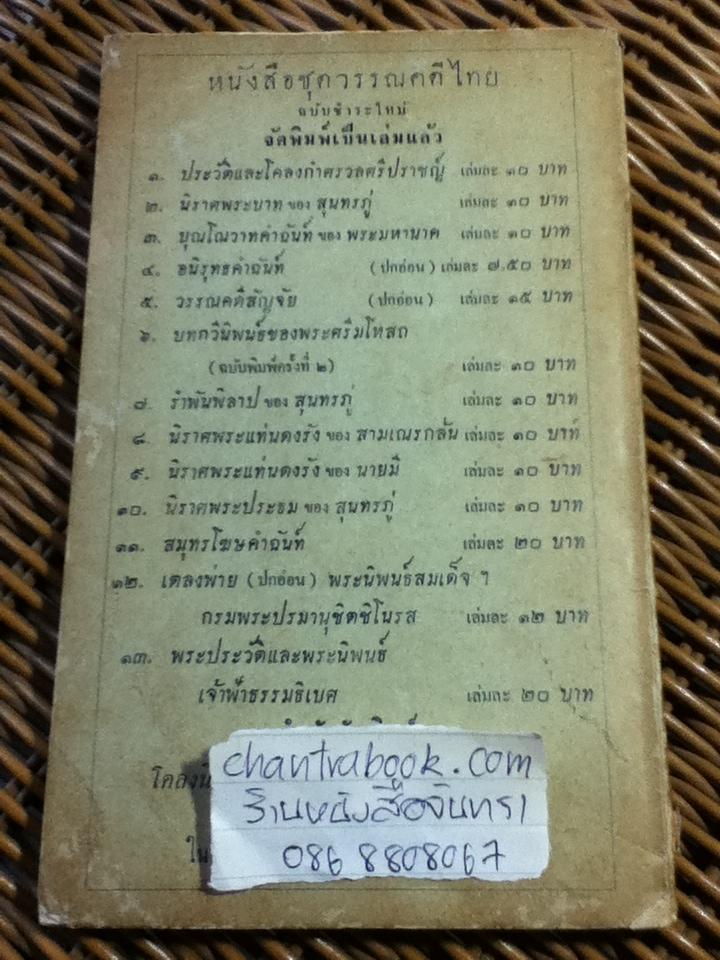 หนังสือชุดวรรณคดีไทย
ฉบับชำระใหม่
จัดพิมพ์เป็นเล่มแล้ว
๑. ประวัติและโคลงกำศรวลศรีปราชญ์ เล่มละ ๑๐ บาท
๒. นิราศพระบาท ของ สุนทรภู่ เล่มละ ๑๐ บาท
๓. บุณโณวาทคำฉันท์ ของ พระมหานาค เล่มละ ๑๐ บาท
๔. อนิรุทธคำฉันท์ (ปกอ่อน) เล่มละ ๗.๕๐ บาท
๕. วรรณคดีสัญจัย (ปกอ่อน) เล่มละ ๑๕ บาท
๖. บทกวีนิพนธ์ของพระศรีมโหสถ
(ฉบับพิมพ์ครั้งที่ ๒) เล่มละ ๑๐ บาท
๗. รำพันพิลาป ของ สุนทรภู่ เล่มละ ๑๐ บาท
๘. นิราศพระแท่นดงรัง ของ สามเณรกลั่น เล่มละ ๑๐ บาท
๙. นิราศพระแท่นดงรัง ของ นายมี เล่มละ ๑๐ บาท
๑๐. นิราศพระประธม ของ สุนทรภู่ เล่มละ ๑๐ บาท
๑๑. สมุทรโฆษคำฉันท์ เล่มละ ๒๐ บาท
๑๒. เตลงพ่าย (ปกอ่อน) พระนิพนธ์สมเด็จ ฯ
กรมพระปรมานุชิตชิโนรส เล่มละ ๑๒ บาท
๑๓. พระประวัติและพระนิพนธ์
เจ้าฟ้าธรรมธิเบศ เล่มละ ๒๐ บาท
chantrabook.com
ร้านหนังสือจันทรา
086 8808067